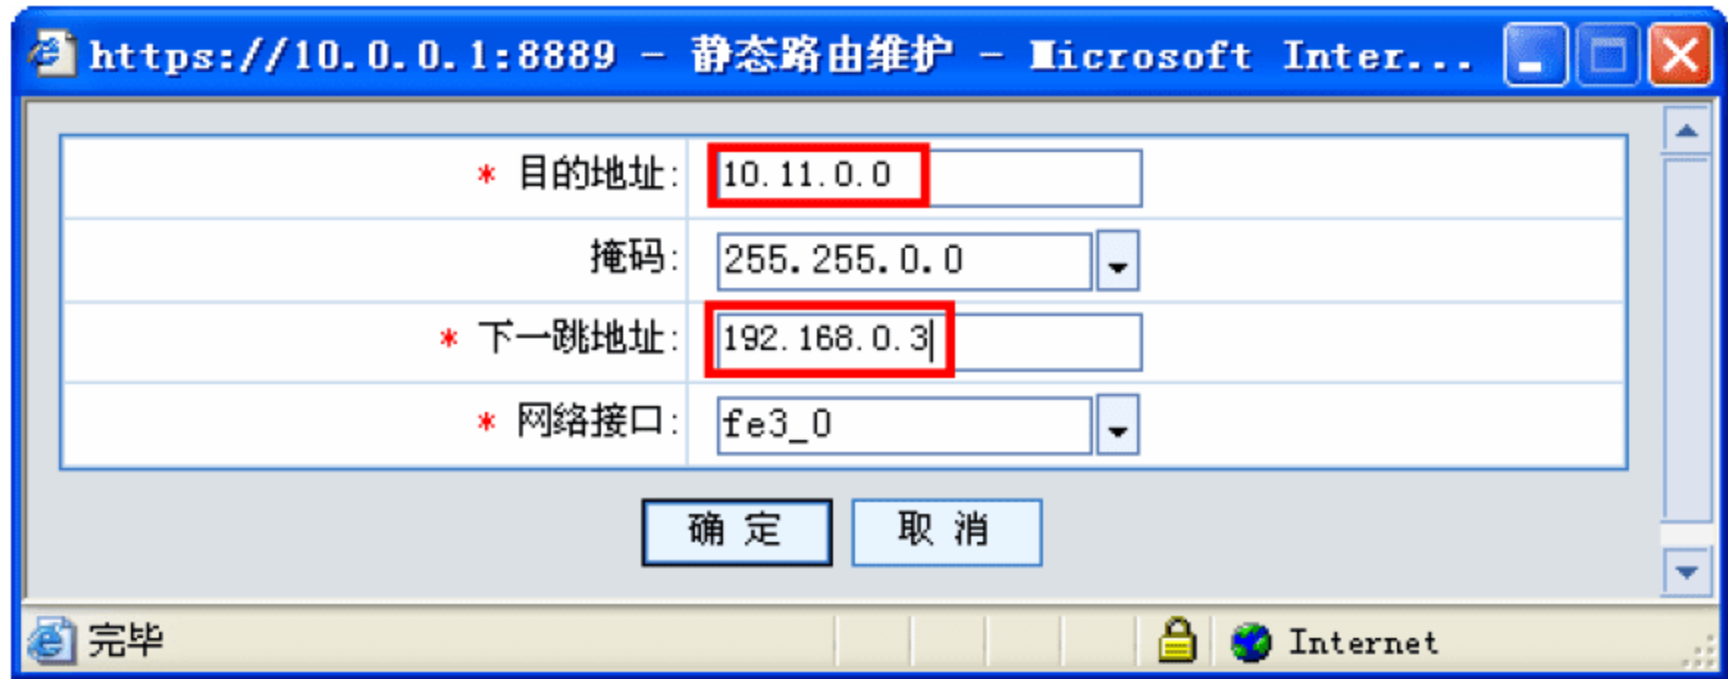 https://10.0.0.1:8889 - 静态路由维护 - Microsoft Inter...
* 目的地址: 10.11.0.0
掩码: 255.255.0.0
* 下一跳地址: 192.168.0.3
* 网络接口: fe3_0
确 定 取 消
完毕 Internet